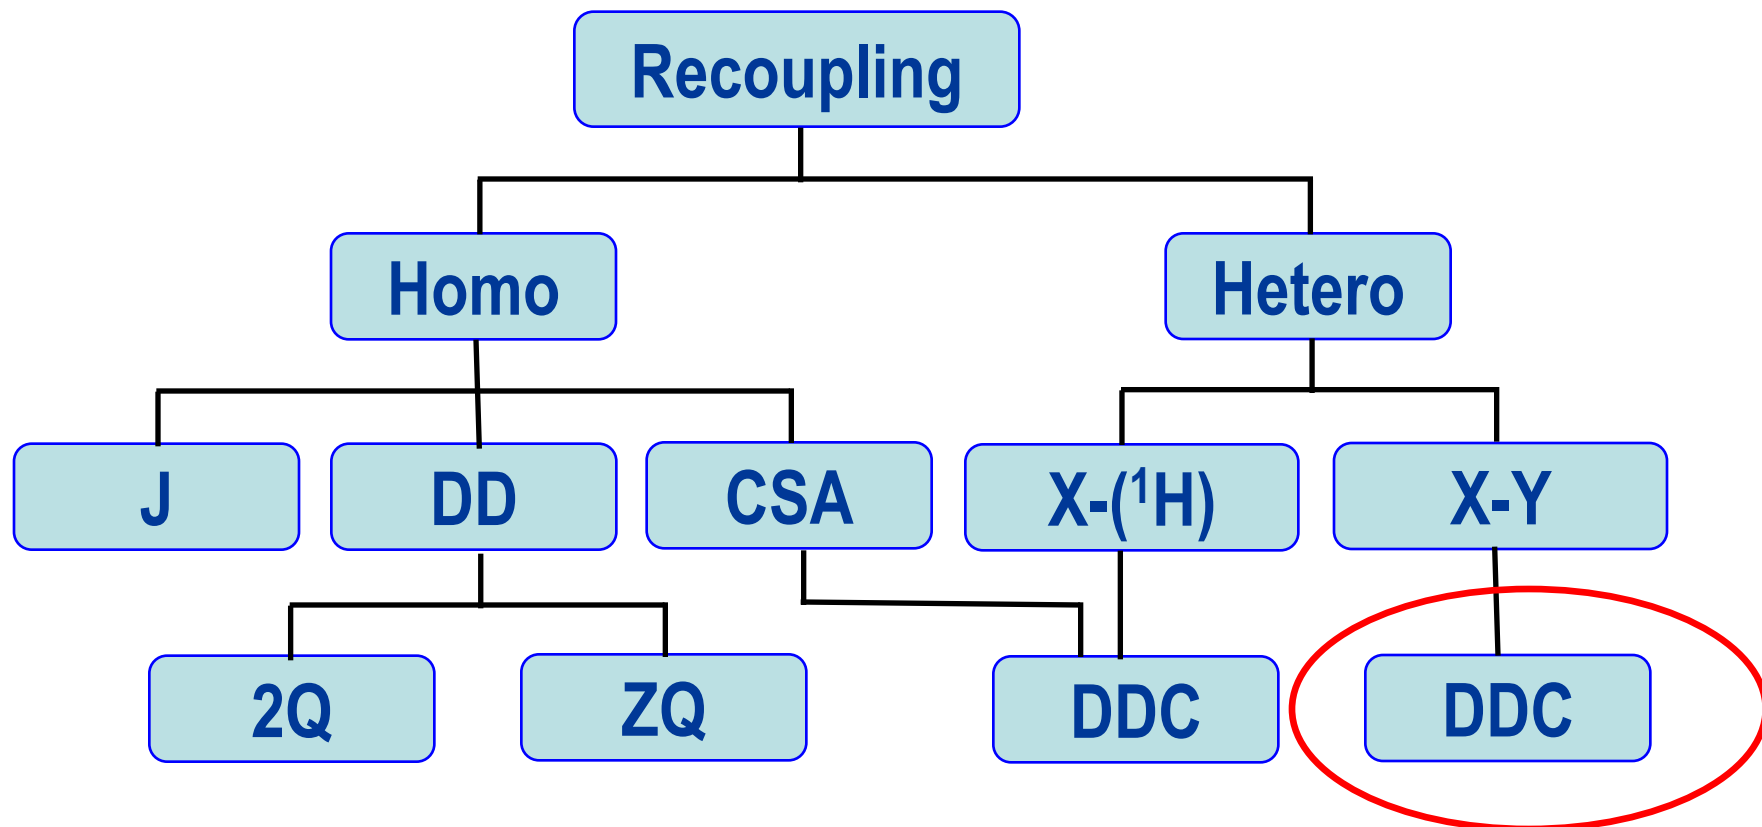 Recoupling
Homo
Hetero
J
DD
CSA
X-(¹H)
X-Y
2Q
ZQ
DDC
DDC